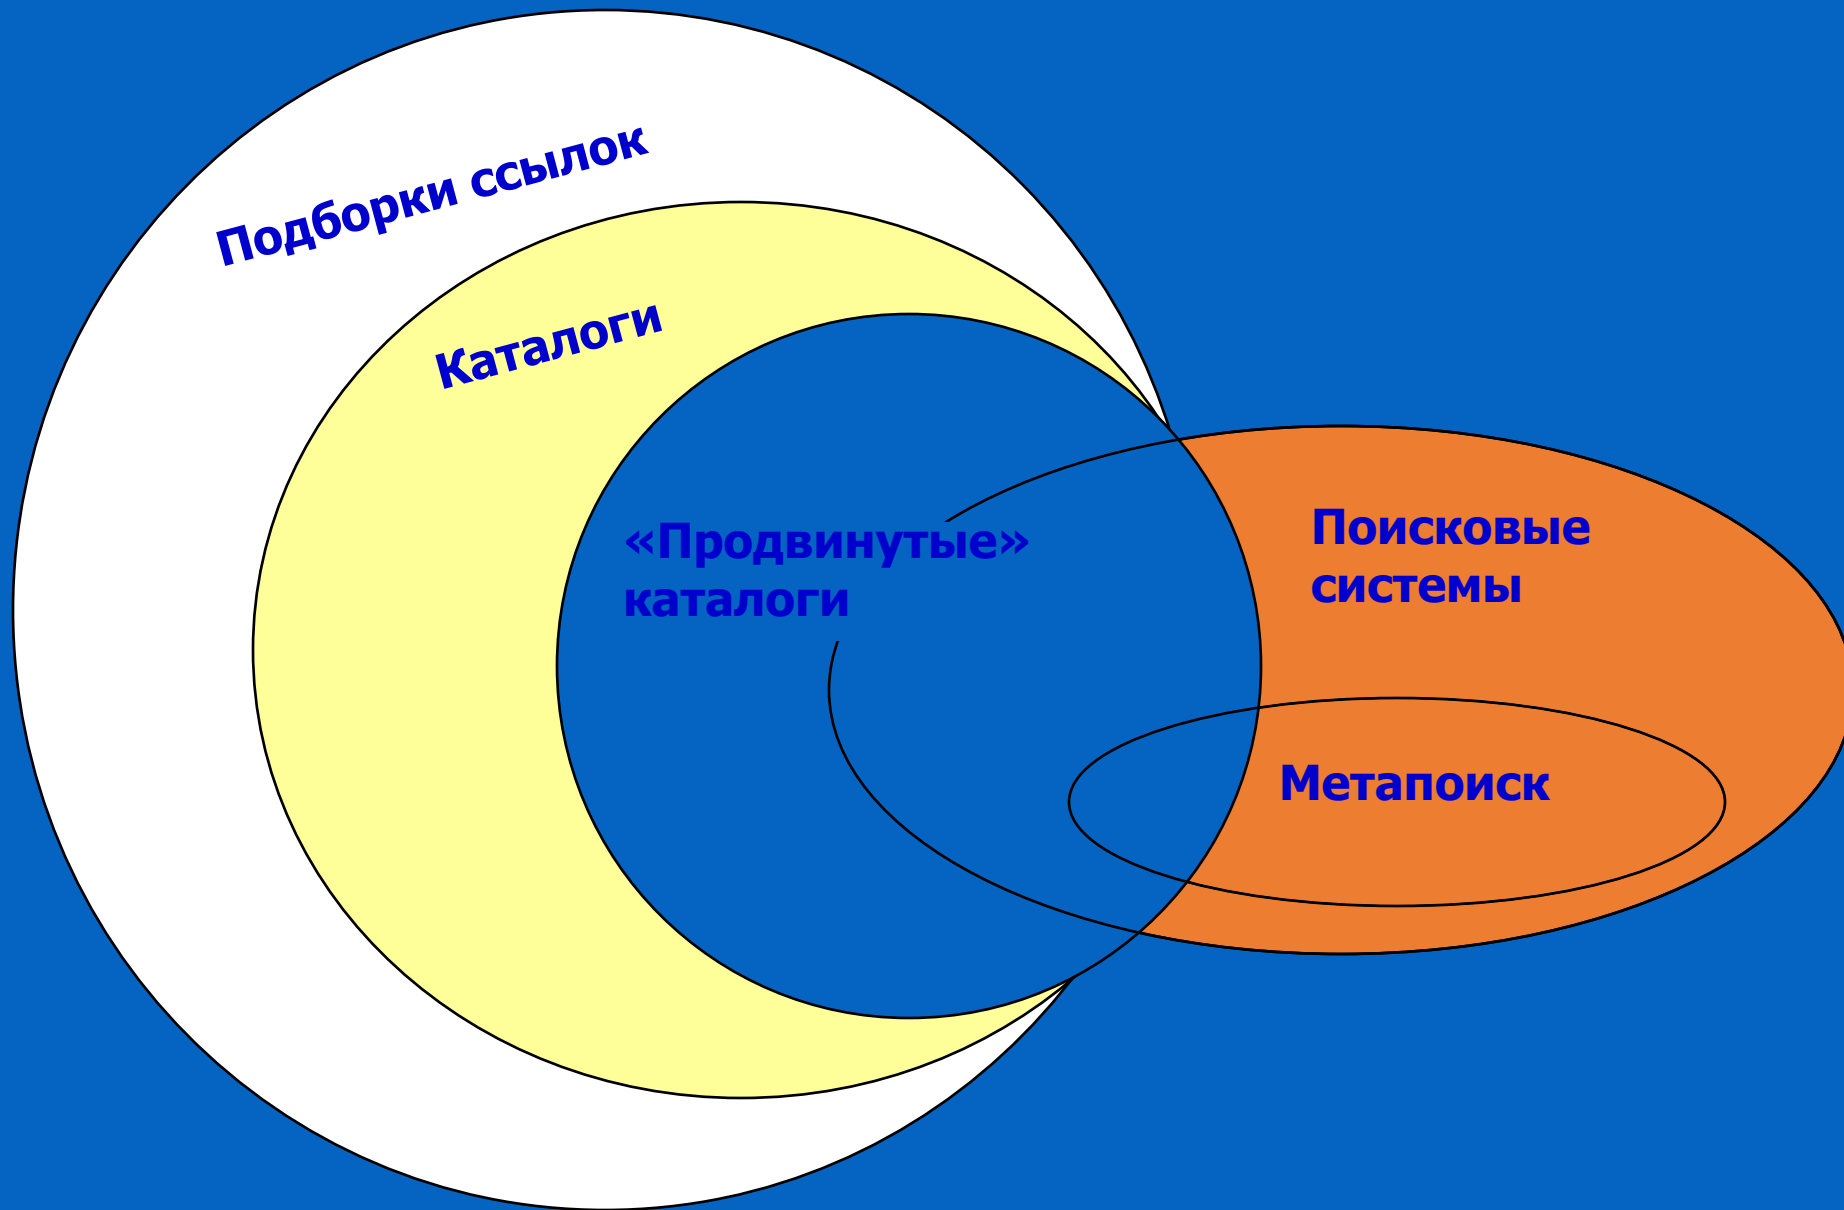 Подборки ссылок
Каталоги
«Продвинутые»
каталоги
Поисковые
системы
Метапоиск